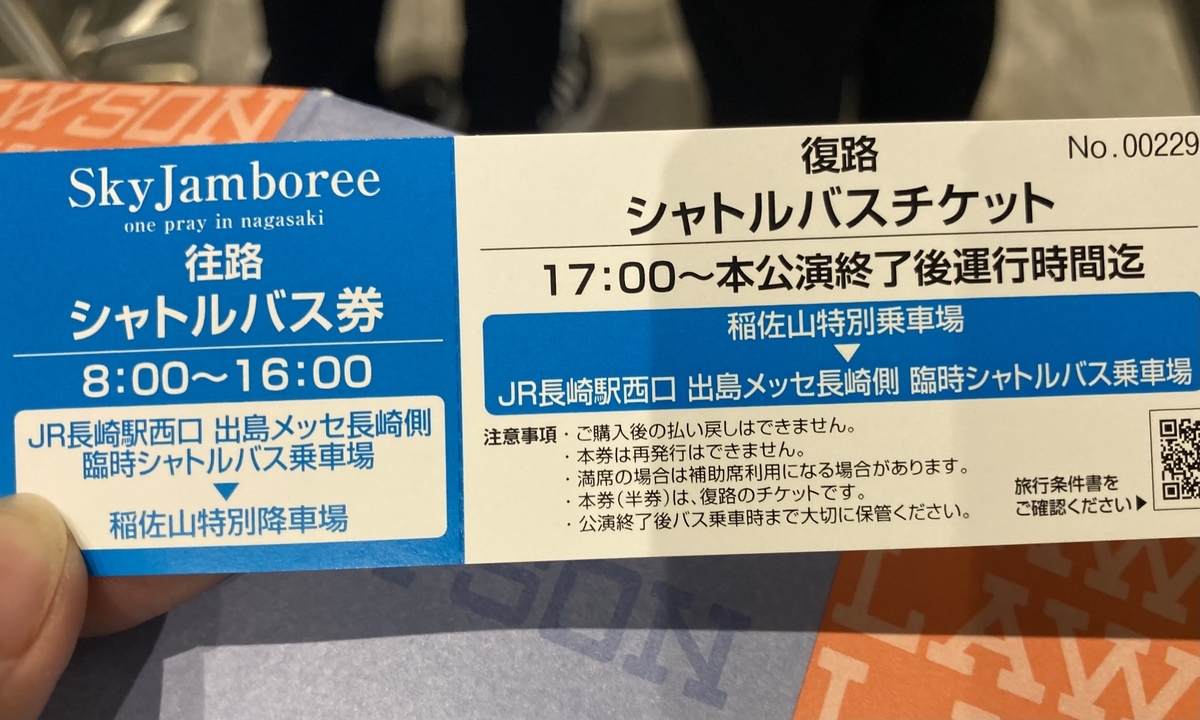 WSON
SkyJamboree
one pray in nagasaki
往路
シャトルバス券
8:00～16:00
JR長崎駅西口 出島メッセ長崎側
臨時シャトルバス乗車場
▼
稲佐山特別降車場
復路
No.00229
シャトルバスチケット
17:00～本公演終了後運行時間迄
稲佐山特別乗車場
▼
JR長崎駅西口 出島メッセ長崎側 臨時シャトルバス乗車場
注意事項・ご購入後の払い戻しはできません。
・本券は再発行はできません。
・満席の場合は補助席利用になる場合があります。
・本券(半券)は、復路のチケットです。
・公演終了後バス乗車時まで大切に保管ください。
旅行条件書を
ご確認ください▶